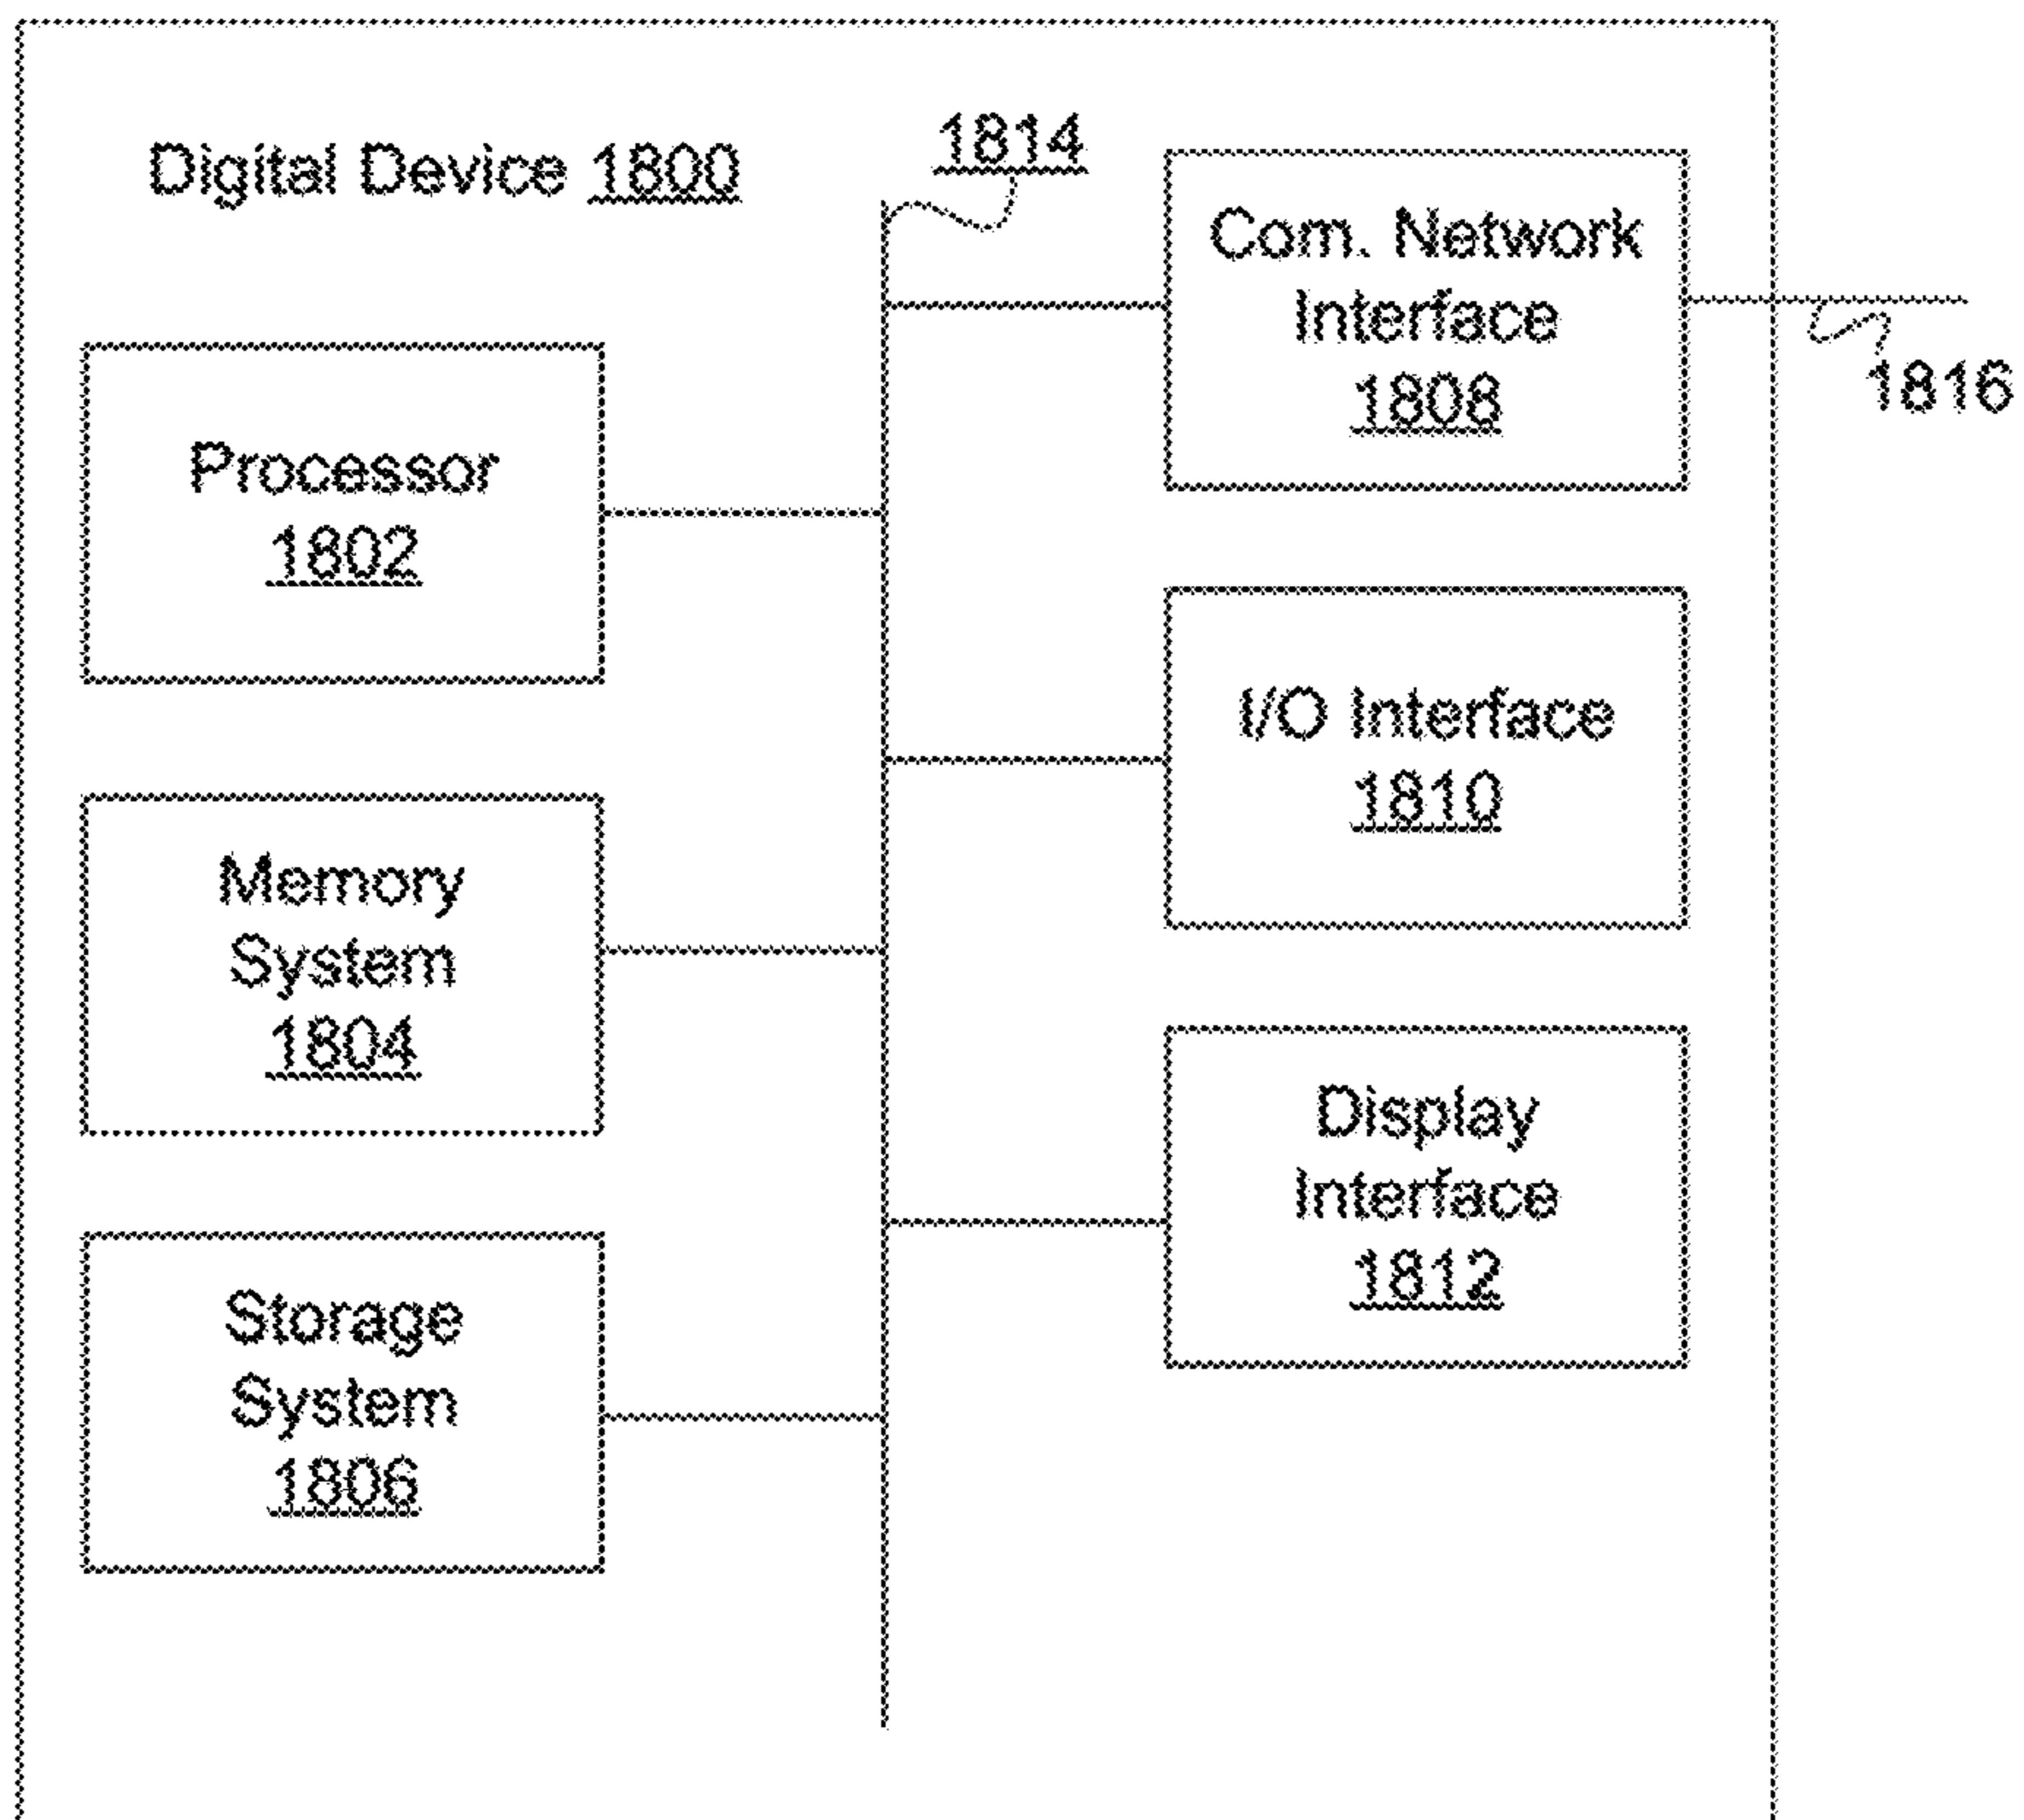 Digital Device 1800
1814
Com. Network
Interface
1808
1816
Processor
1802
I/O Interface
1810
Memory
System
1804
Display
Interface
1812
Storage
System
1806